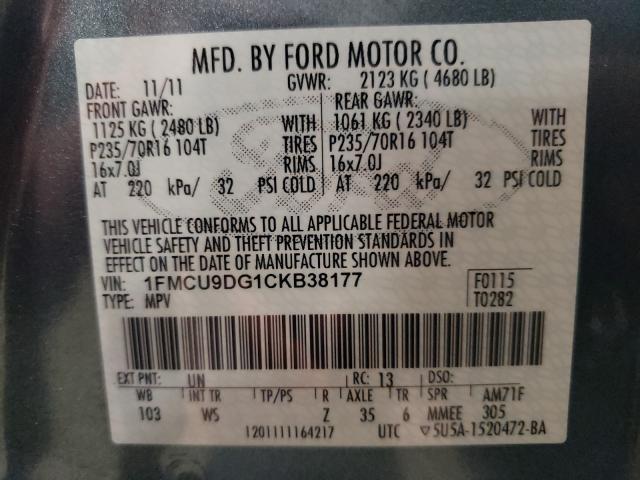 MFD. BY FORD MOTOR CO.
DATE: 11/11 GVWR: 2123 KG ( 4680 LB)
FRONT GAWR: REAR GAWR:
1125 KG ( 2480 LB) WITH 1061 KG ( 2340 LB) WITH
P235/70R16 104T TIRES P235/70R16 104T TIRES
16x7.0J RIMS 16x7.0J RIMS
AT 220 kPa/ 32 PSI COLD AT 220 kPa/ 32 PSI COLD
THIS VEHICLE CONFORMS TO ALL APPLICABLE FEDERAL MOTOR
VEHICLE SAFETY AND THEFT PREVENTION STANDARDS IN
EFFECT ON THE DATE OF MANUFACTURE SHOWN ABOVE.
VIN: 1FMCU9DG1CKB38177 F0115
TYPE: MPV T0282
EXT PNT: UN RC: 13 DSO:
WB INT TR TP/PS R AXLE TR SPR AM71F
103 WS Z 35 6 MMEE 305
1201111164217 UTC ▽5U5A-1520472-BA